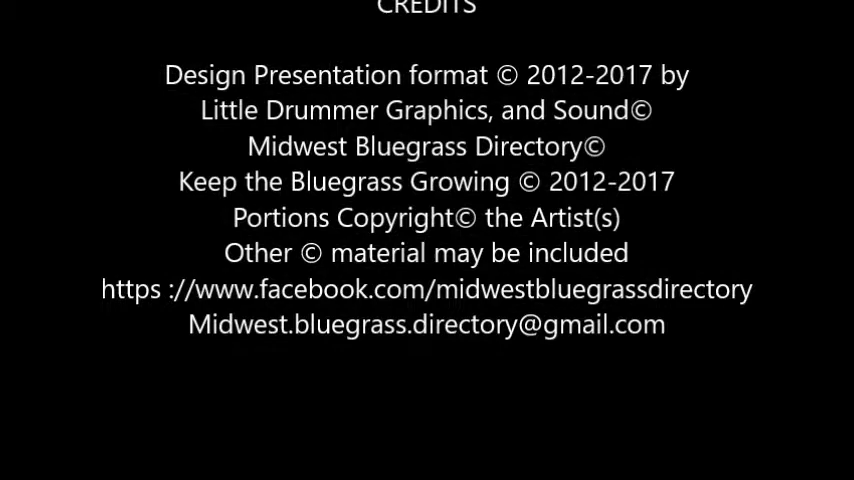 CREDITS
Design Presentation format © 2012-2017 by
Little Drummer Graphics, and Sound©
Midwest Bluegrass Directory©
Keep the Bluegrass Growing © 2012-2017
Portions Copyright© the Artist(s)
Other © material may be included
https ://www.facebook.com/midwestbluegrassdirectory
Midwest.bluegrass.directory@gmail.com